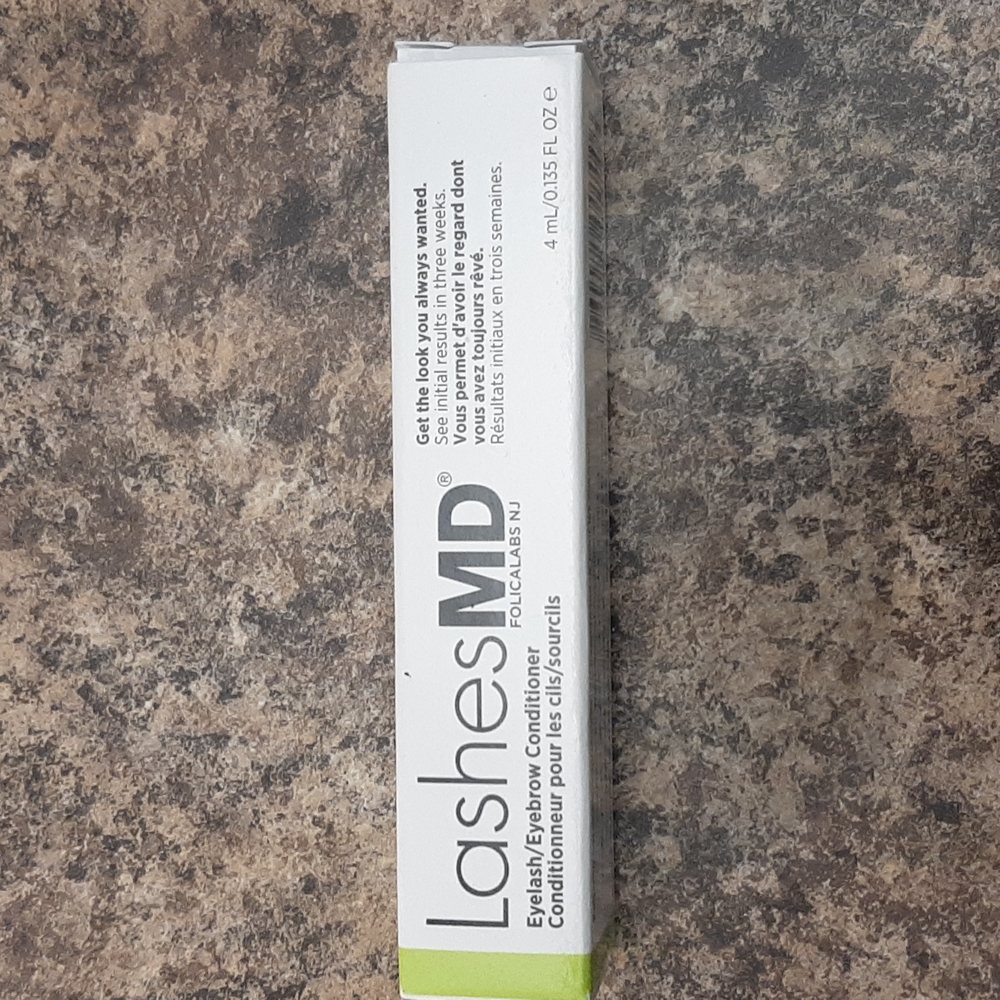 LashesMD®
FOLICALABS NJ
Eyelash/Eyebrow Conditioner
Conditionneur pour les cils/sourcils
Get the look you always wanted.
See initial results in three weeks.
Vous permet d'avoir le regard dont
vous avez toujours rêvé.
Résultats initiaux en trois semaines.
4 mL/0.135 FL OZ ℮